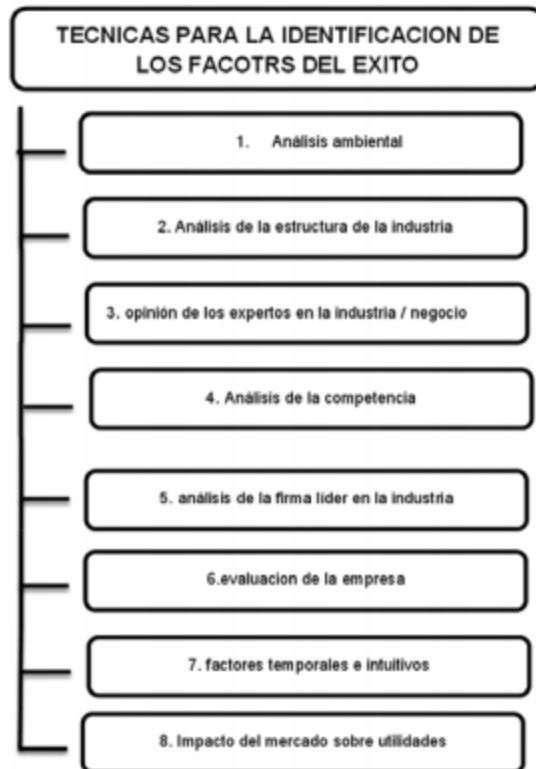 TECNICAS PARA LA IDENTIFICACION DE
LOS FACOTRS DEL EXITO
1. Análisis ambiental
2. Análisis de la estructura de la industria
3. opinión de los expertos en la industria / negocio
4. Análisis de la competencia
5. análisis de la firma líder en la industria
6.evaluacion de la empresa
7. factores temporales e intuitivos
8. Impacto del mercado sobre utilidades